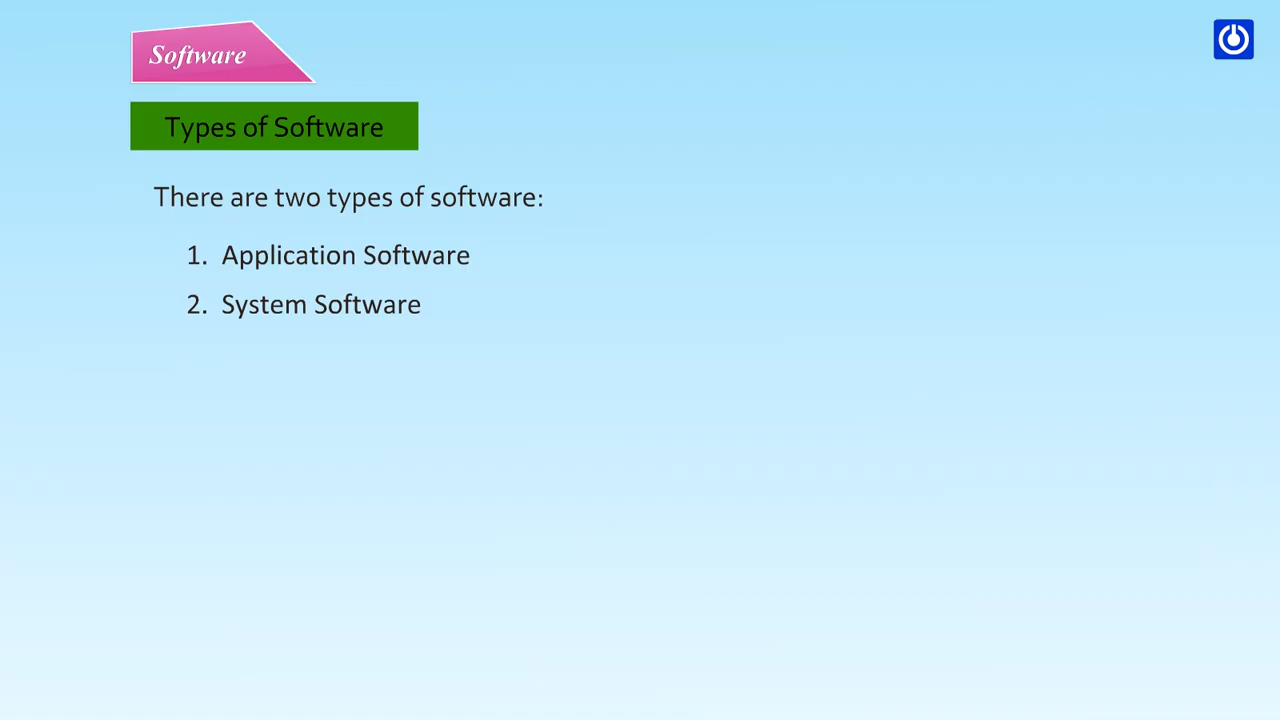 Software
Types of Software
There are two types of software:
1. Application Software
2. System Software